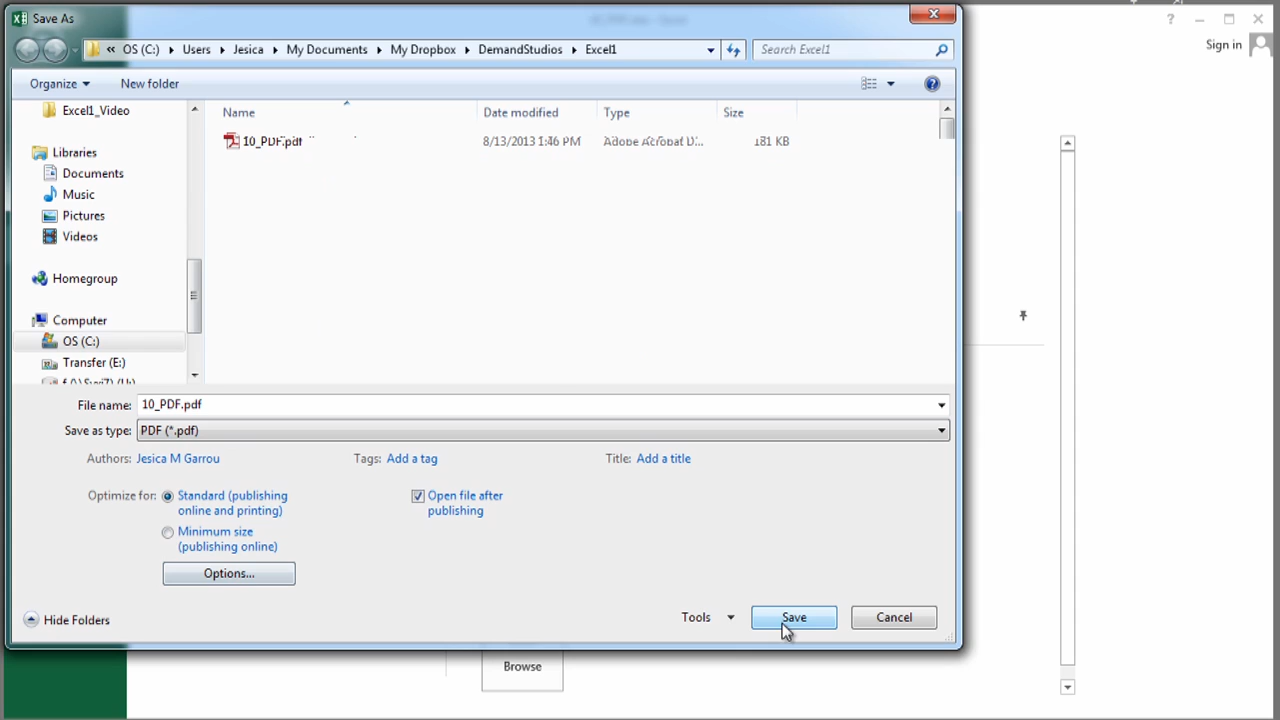 Save As
?
Sign in
« OS (C:) Users Jesica My Documents My Dropbox DemandStudios Excel1
Search Excel1
Organize New folder
?
Name Date modified Type Size
10_PDF.pdf 8/13/2013 1:46 PM Adobe Acrobat D... 181 KB
Excel1_Video
Libraries
Documents
Music
Pictures
Videos
Homegroup
Computer
OS (C:)
Transfer (E:)
File name: 10_PDF.pdf
Save as type: PDF (*.pdf)
Authors: Jesica M Garrou Tags: Add a tag Title: Add a title
Optimize for: Standard (publishing
online and printing)
Minimum size
(publishing online)
Open file after
publishing
Options...
Hide Folders
Tools Save Cancel
Browse